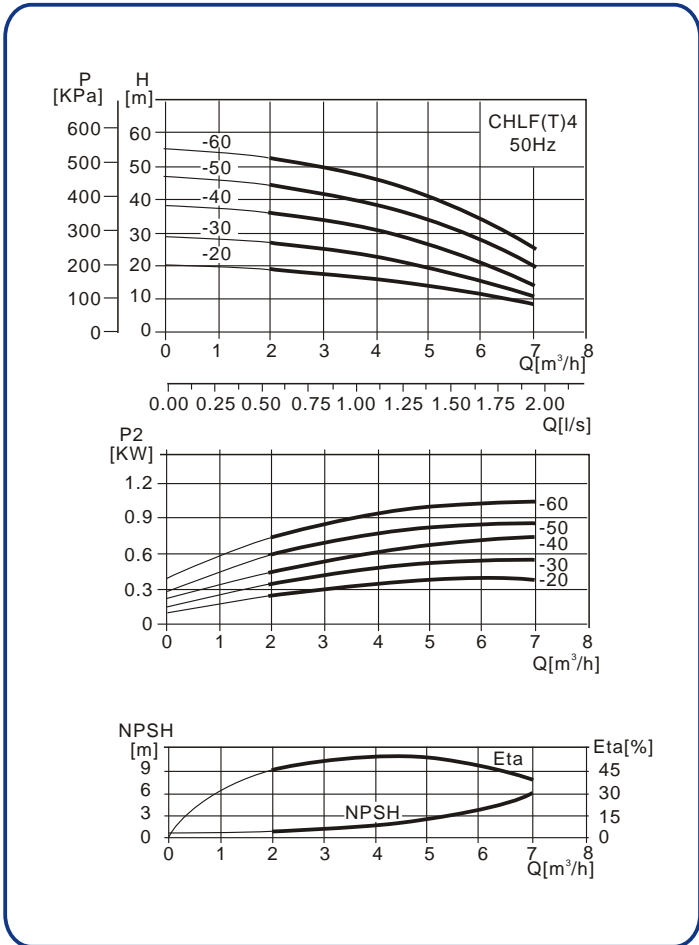 P H
[KPa] [m]
CHLF(T)4
50Hz
600 60
500 50
400 40
300 30
200 20
100 10
0 0
-60
-50
-40
-30
-20
0 1 2 3 4 5 6 7 8
Q[m³/h]
0.00 0.25 0.50 0.75 1.00 1.25 1.50 1.75 2.00
Q[l/s]
P2
[KW]
1.2
0.9
0.6
0.3
0
-60
-50
-40
-30
-20
0 1 2 3 4 5 6 7 8
Q[m³/h]
NPSH
[m] Eta[%]
9 45
6 30
3 15
0 0
Eta
NPSH
0 1 2 3 4 5 6 7 8
Q[m³/h]